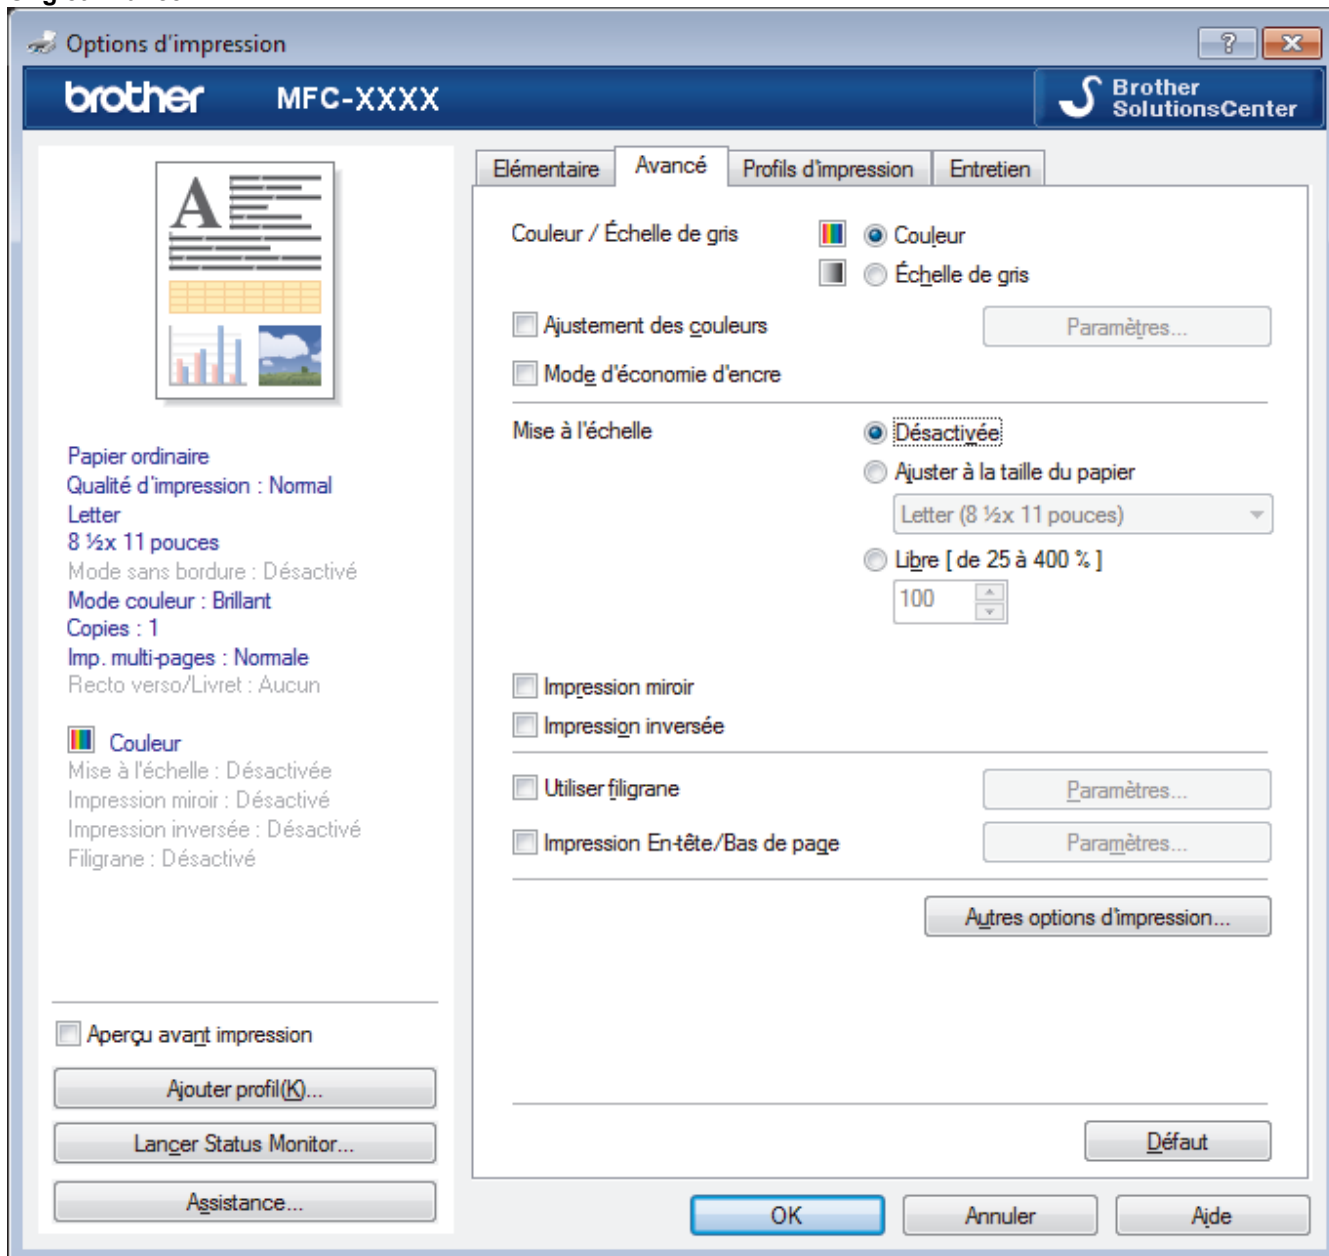 Options d'impression
brother MFC-XXXX
Brother
SolutionsCenter
A
Papier ordinaire
Qualité d'impression : Normal
Letter
8 ½x 11 pouces
Mode sans bordure : Désactivé
Mode couleur : Brillant
Copies : 1
Imp. multi-pages : Normale
Recto verso/Livret : Aucun
Couleur
Mise à l'échelle : Désactivée
Impression miroir : Désactivé
Impression inversée : Désactivé
Filigrane : Désactivé
Aperçu avant impression
Ajouter profil(K)...
Lancer Status Monitor...
Assistance...
Elémentaire Avancé Profils d'impression Entretien
Couleur / Échelle de gris Couleur
Échelle de gris
Ajustement des couleurs Paramètres...
Mode d'économie d'encre
Mise à l'échelle Désactivée
Ajuster à la taille du papier
Letter (8 ½x 11 pouces)
Libre [ de 25 à 400 % ]
100
Impression miroir
Impression inversée
Utiliser filigrane Paramètres...
Impression En-tête/Bas de page Paramètres...
Autres options d'impression...
Défaut
OK Annuler Aide